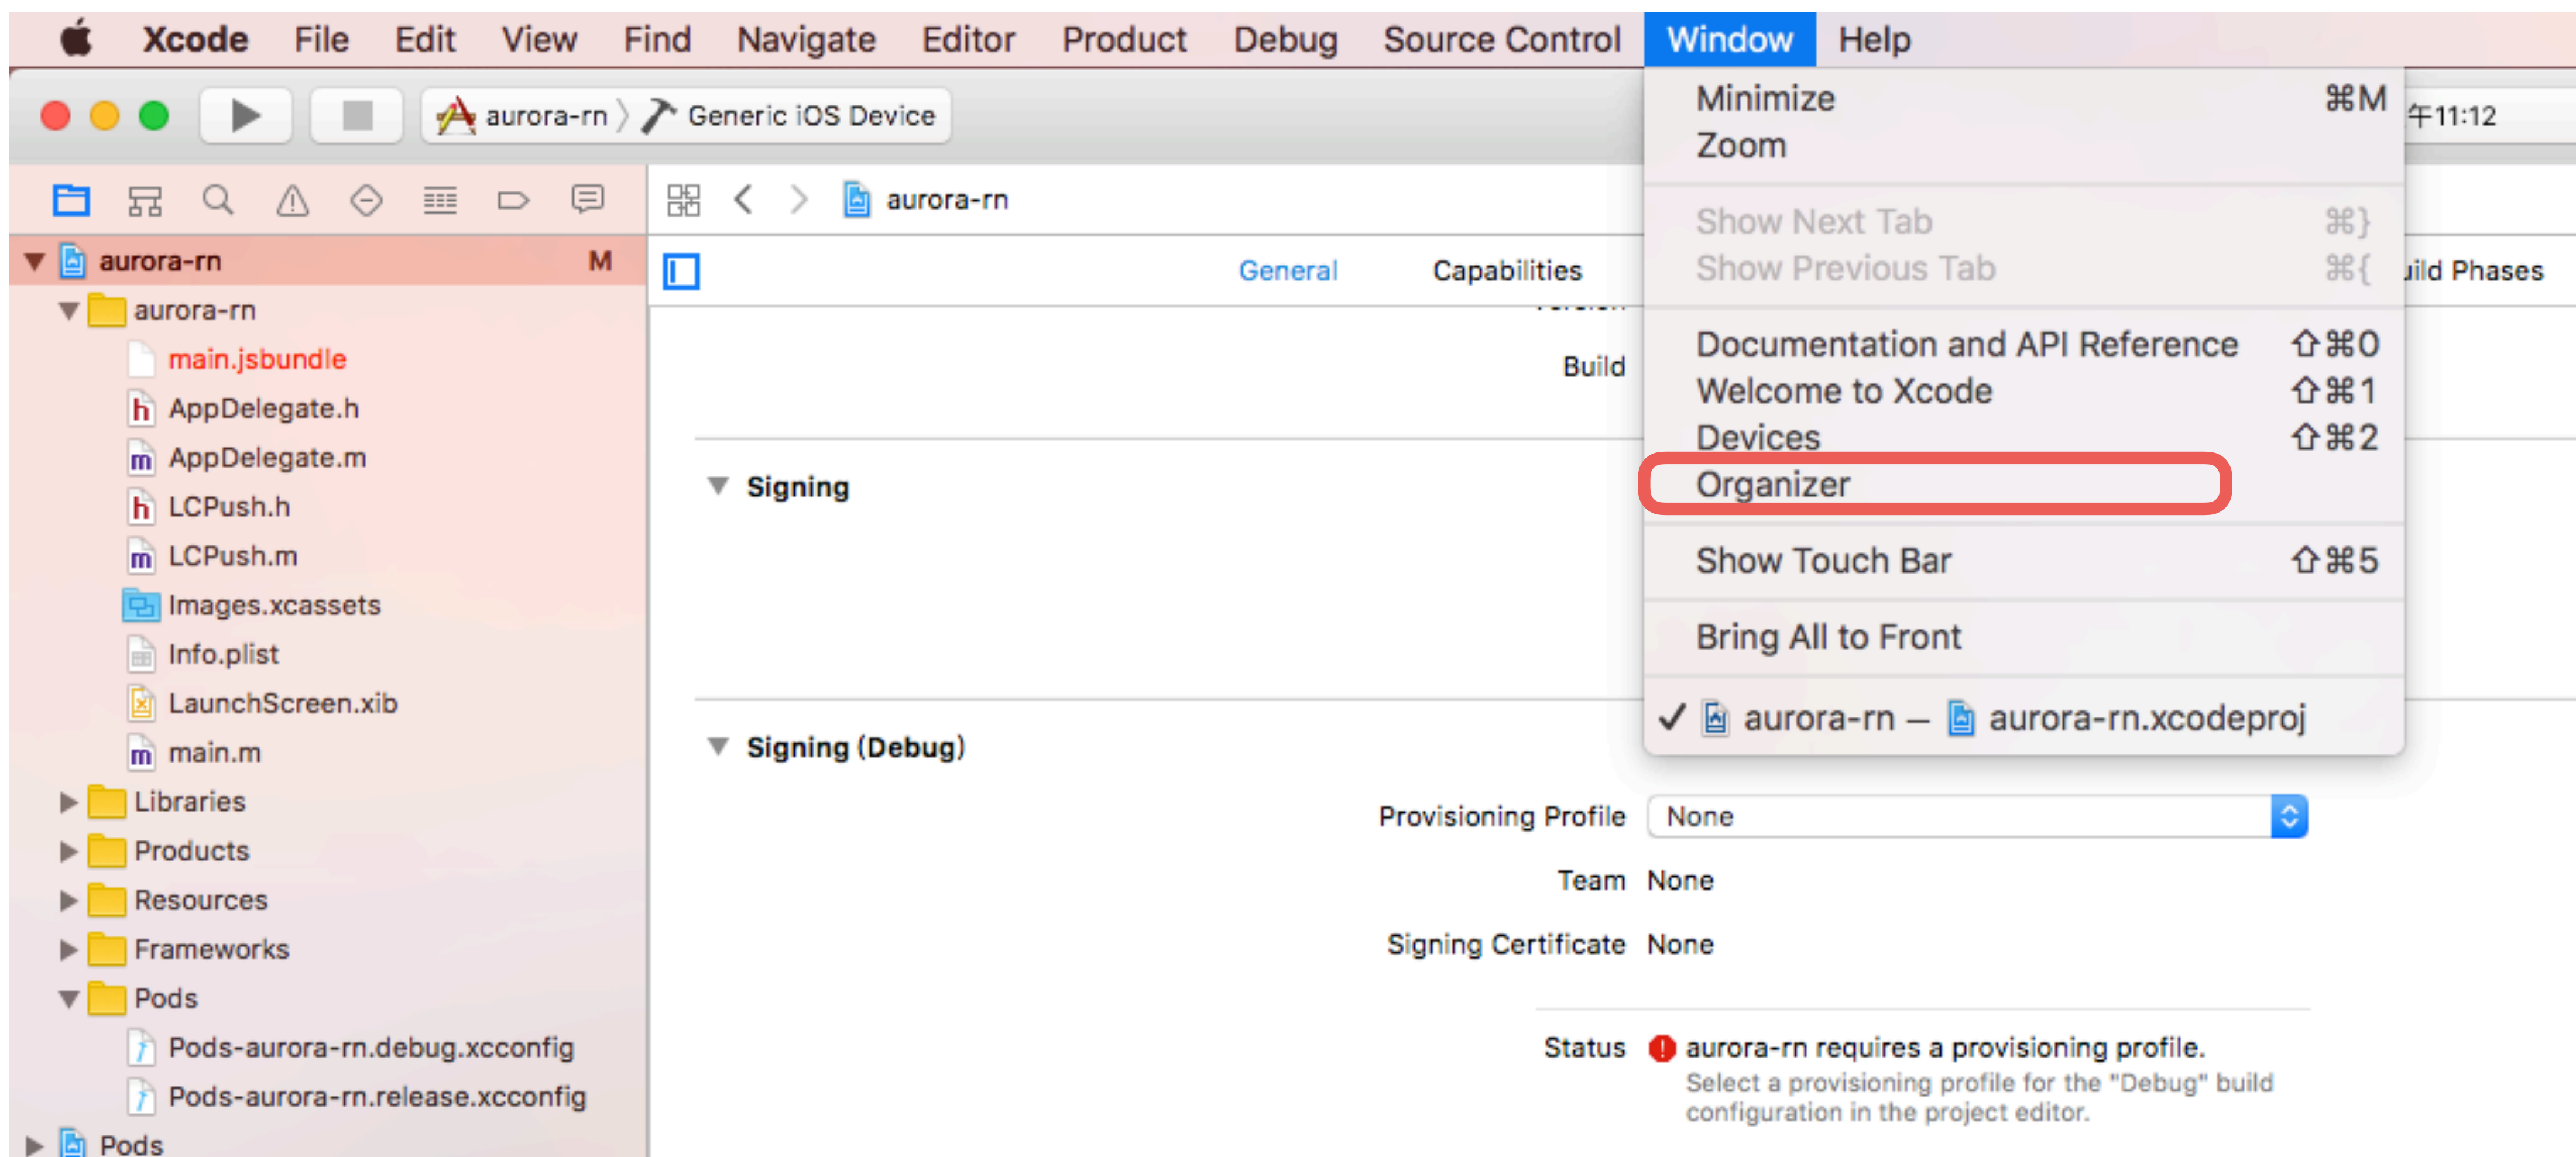 Xcode File Edit View Find Navigate Editor Product Debug Source Control Window Help
aurora-rn Generic iOS Device
午11:12
Minimize ⌘M
Zoom
Show Next Tab ⌘}
Show Previous Tab ⌘{
Documentation and API Reference ⇧⌘0
Welcome to Xcode ⇧⌘1
Devices ⇧⌘2
Organizer
Show Touch Bar ⇧⌘5
Bring All to Front
✓ aurora-rn — aurora-rn.xcodeproj
aurora-rn M
aurora-rn
main.jsbundle
AppDelegate.h
AppDelegate.m
LCPush.h
LCPush.m
Images.xcassets
Info.plist
LaunchScreen.xib
main.m
Libraries
Products
Resources
Frameworks
Pods
Pods-aurora-rn.debug.xcconfig
Pods-aurora-rn.release.xcconfig
Pods
aurora-rn
General Capabilities Phases
Build
Signing
Signing (Debug)
Provisioning Profile None
Team None
Signing Certificate None
Status aurora-rn requires a provisioning profile.
Select a provisioning profile for the "Debug" build
configuration in the project editor.